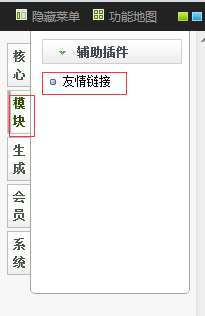 隐藏菜单 功能地图
核心
辅助插件
友情链接
模块
生成
会员
系统